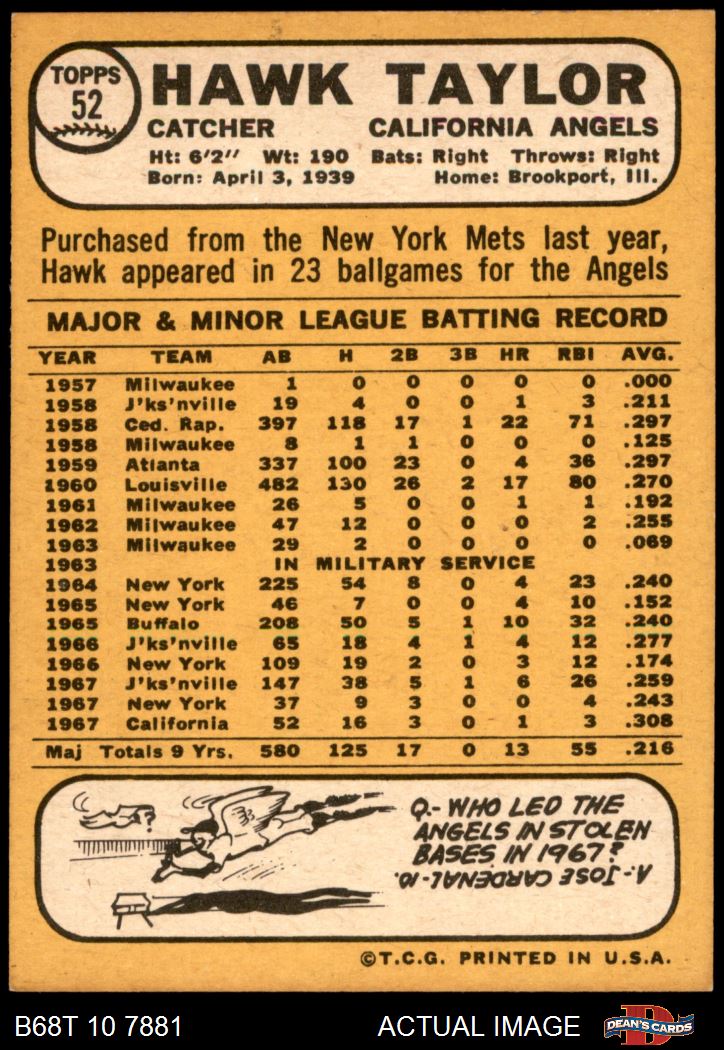 TOPPS
52
HAWK TAYLOR
CATCHER CALIFORNIA ANGELS
Ht: 6'2" Wt: 190 Bats: Right Throws: Right
Born: April 3, 1939 Home: Brookport, Ill.
Purchased from the New York Mets last year,
Hawk appeared in 23 ballgames for the Angels
MAJOR & MINOR LEAGUE BATTING RECORD
YEAR TEAM AB H 2B 3B HR RBI AVG.
1957 Milwaukee 1 0 0 0 0 0 .000
1958 J'ks'nville 19 4 0 0 1 3 .211
1958 Ced. Rap. 397 118 17 1 22 71 .297
1958 Milwaukee 8 1 1 0 0 0 .125
1959 Atlanta 337 100 23 0 4 36 .297
1960 Louisville 482 130 26 2 17 80 .270
1961 Milwaukee 26 5 0 0 1 1 .192
1962 Milwaukee 47 12 0 0 0 2 .255
1963 Milwaukee 29 2 0 0 0 0 .069
1963 IN MILITARY SERVICE
1964 New York 225 54 8 0 4 23 .240
1965 New York 46 7 0 0 4 10 .152
1965 Buffalo 208 50 5 1 10 32 .240
1966 J'ks'nville 65 18 4 1 4 12 .277
1966 New York 109 19 2 0 3 12 .174
1967 J'ks'nville 147 38 5 1 6 26 .259
1967 New York 37 9 3 0 0 4 .243
1967 California 52 16 3 0 1 3 .308
Maj Totals 9 Yrs. 580 125 17 0 13 55 .216
?
Q.- WHO LED THE
ANGELS IN STOLEN
BASES IN 1967?
A.- JOSE CARDENAL-10.
©T.C.G. PRINTED IN U.S.A.
B68T 10 7881 ACTUAL IMAGE
D
DEAN'S CARDS